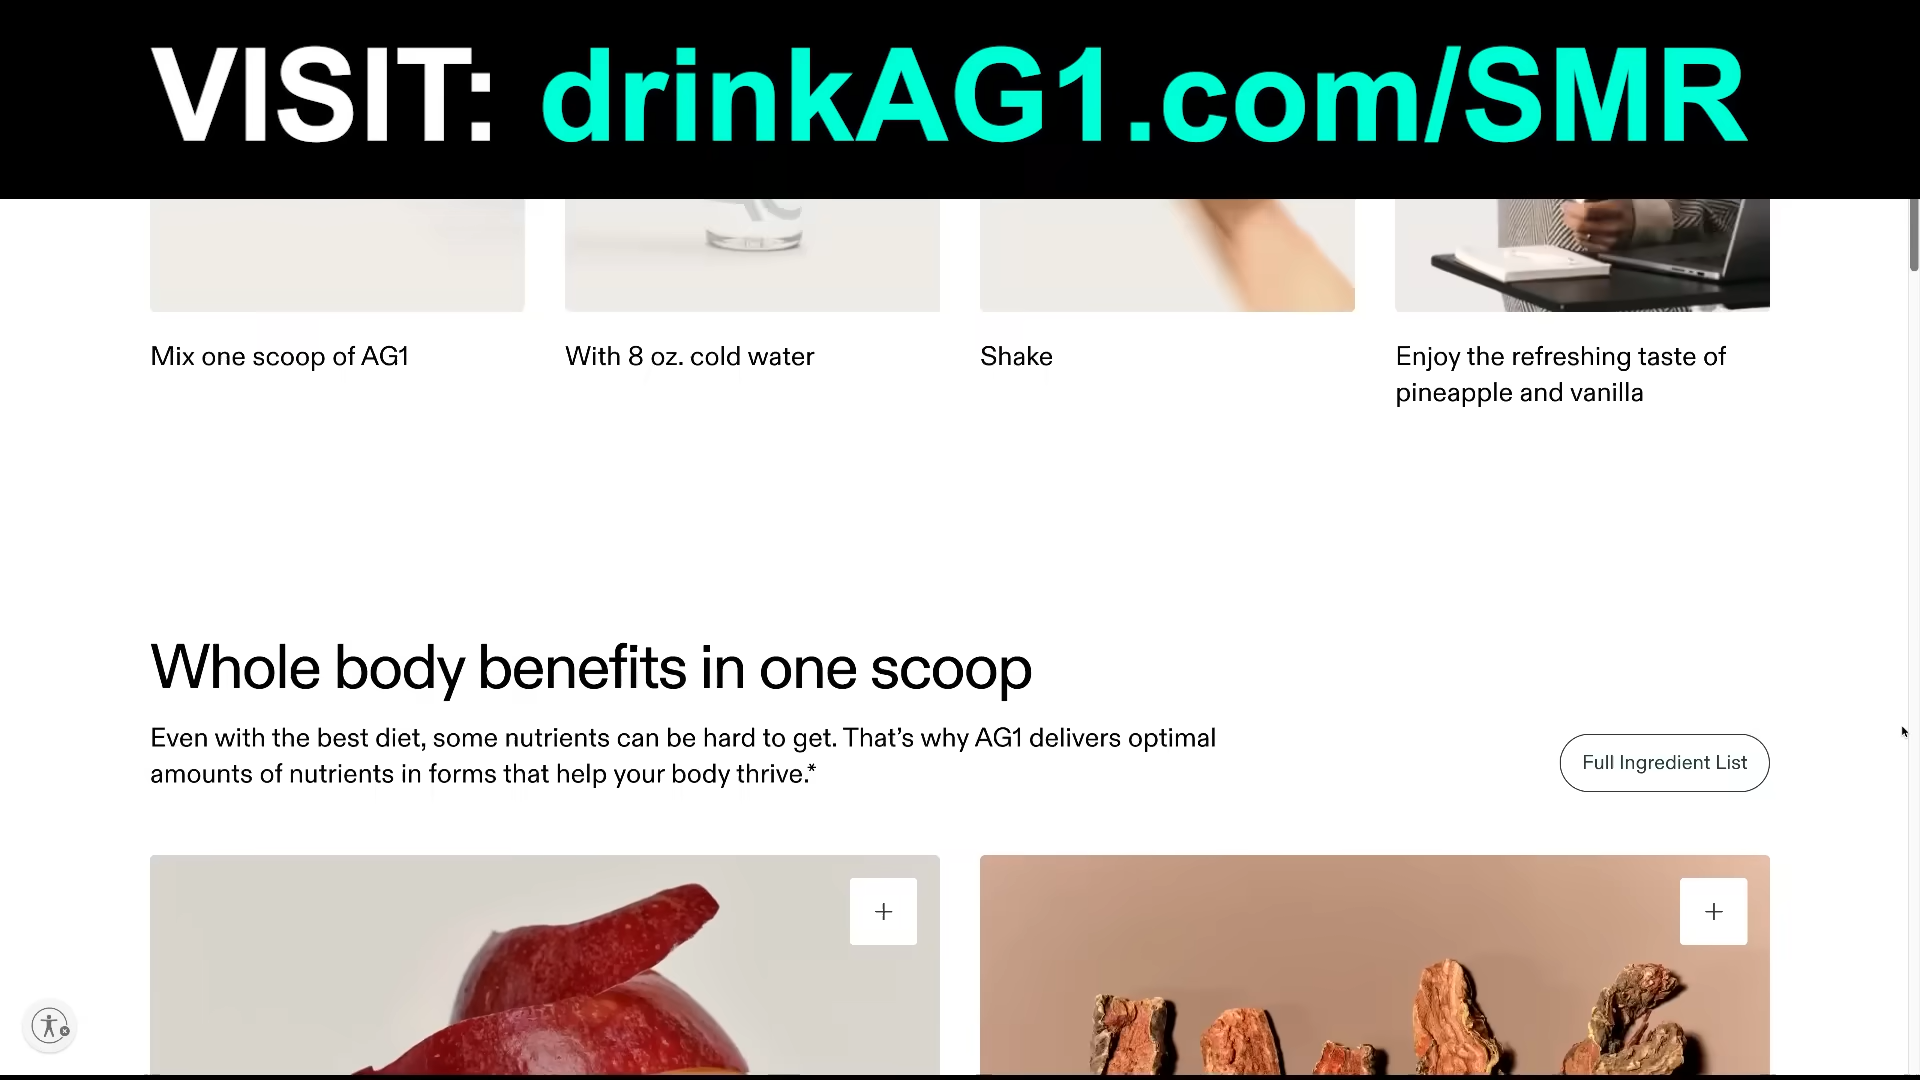 VISIT: drinkAG1.com/SMR
Mix one scoop of AG1
With 8 oz. cold water
Shake
Enjoy the refreshing taste of
pineapple and vanilla
Whole body benefits in one scoop
Even with the best diet, some nutrients can be hard to get. That’s why AG1 delivers optimal
amounts of nutrients in forms that help your body thrive.*
Full Ingredient List